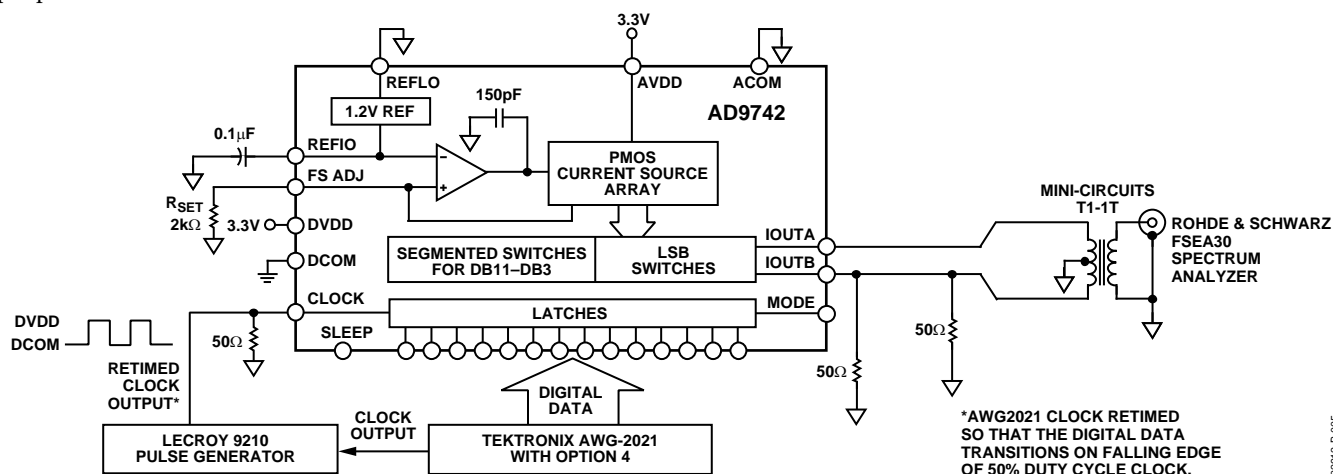 3.3V
REFLO
AVDD
ACOM
1.2V REF
150pF
AD9742
0.1µF
REFIO
PMOS
CURRENT SOURCE
ARRAY
FS ADJ
RSET
2kΩ
3.3V
DVDD
MINI-CIRCUITS
T1-1T
ROHDE & SCHWARZ
FSEA30
SPECTRUM
ANALYZER
IOUTA
SEGMENTED SWITCHES
FOR DB11–DB3
LSB
SWITCHES
IOUTB
DCOM
CLOCK
LATCHES
MODE
DVDD
DCOM
50Ω
SLEEP
50Ω
50Ω
RETIMED
CLOCK
OUTPUT*
DIGITAL
DATA
CLOCK
OUTPUT
LECROY 9210
PULSE GENERATOR
TEKTRONIX AWG-2021
WITH OPTION 4
*AWG2021 CLOCK RETIMED
SO THAT THE DIGITAL DATA
TRANSITIONS ON FALLING EDGE
OF 50% DUTY CYCLE CLOCK.